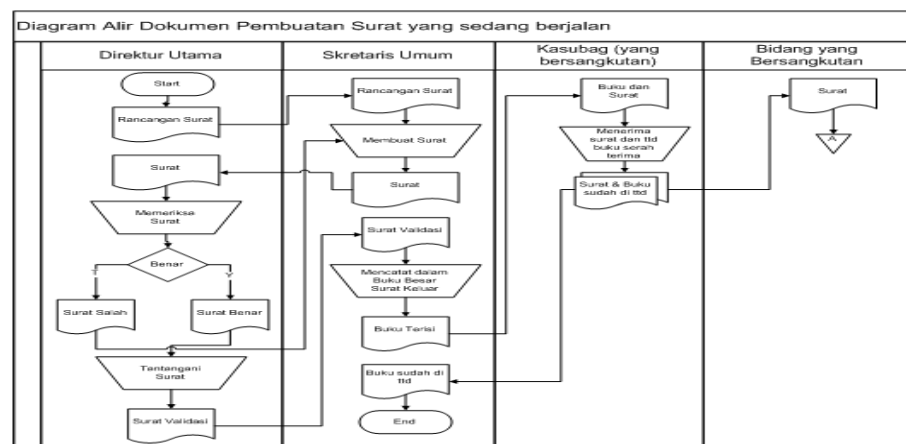 Diagram Alir Dokumen Pembuatan Surat yang sedang berjalan
Direktur Utama
Skretaris Umum
Kasubag (yang
bersangkutan)
Bidang yang
Bersangkutan
Start
Rancangan Surat
Surat
Memeriksa
Surat
Benar
T
Y
Surat Salah
Surat Benar
Tantangani
Surat
Surat Validasi
Rancangan Surat
Membuat Surat
Surat
Surat Validasi
Mencatat dalam
Buku Besar
Surat Keluar
Buku Terisi
Buku sudah di
ttd
End
Buku dan
Surat
Menerima
surat dan ttd
buku serah
terima
Surat & Buku
sudah di ttd
Surat
A